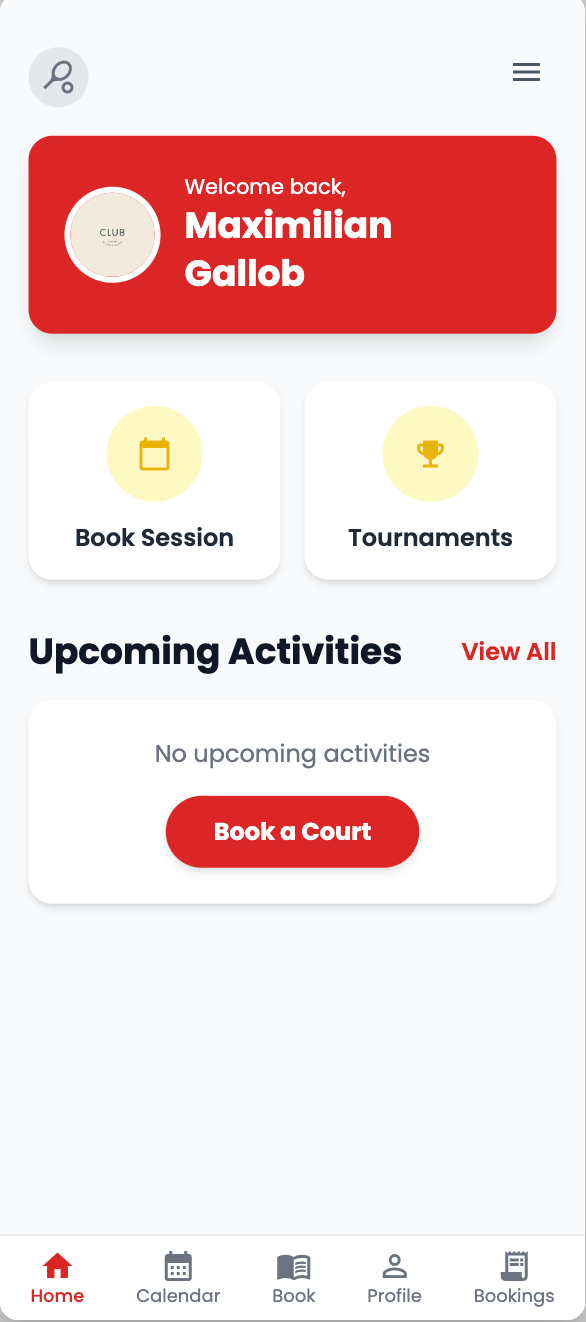 Welcome back,
Maximilian
Gallob
CLUB
Book Session
Tournaments
Upcoming Activities
View All
No upcoming activities
Book a Court
Home
Calendar
Book
Profile
Bookings